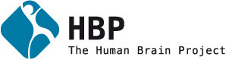 HBP
The Human Brain Project